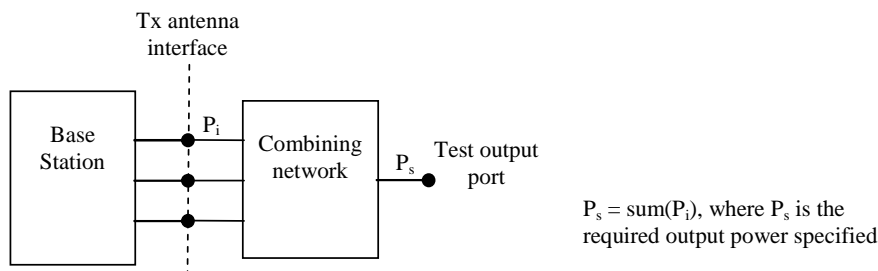 Tx antenna
interface
Base
Station
Pi
Combining
network
Ps
Test output
port
Ps = sum(Pi), where Ps is the
required output power specified